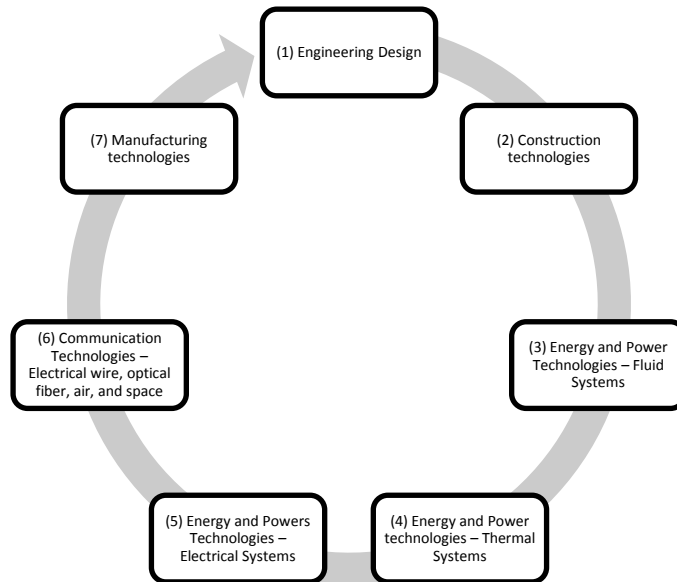 (1) Engineering Design
(2) Construction
technologies
(3) Energy and Power
Technologies – Fluid
Systems
(4) Energy and Power
technologies – Thermal
Systems
(5) Energy and Powers
Technologies –
Electrical Systems
(6) Communication
Technologies –
Electrical wire, optical
fiber, air, and space
(7) Manufacturing
technologies